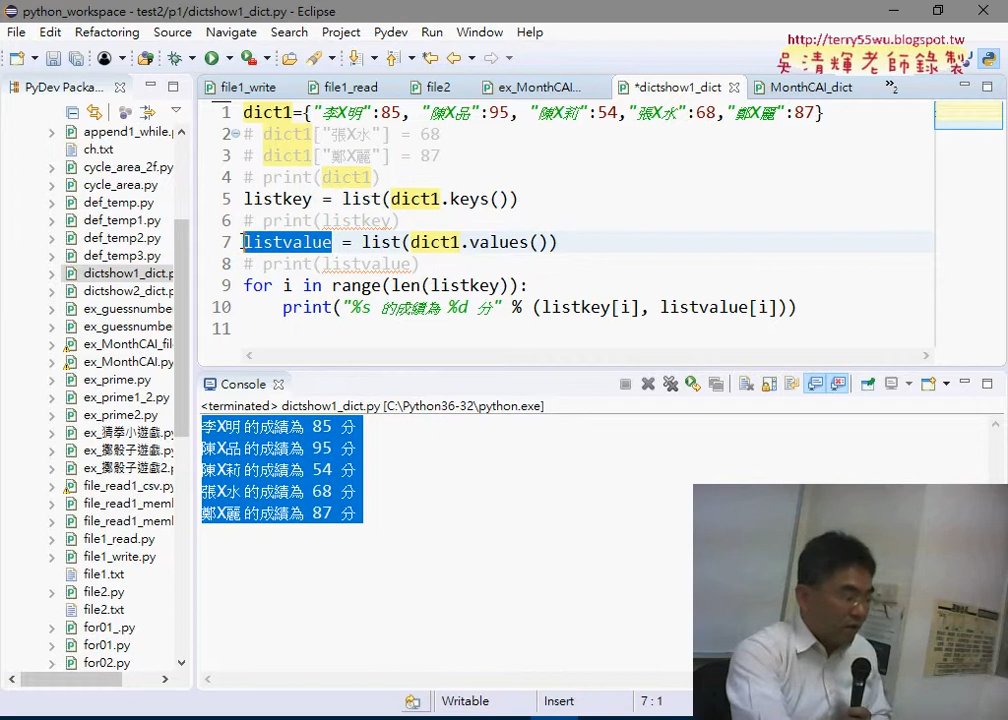 python_workspace - test2/p1/dictshow1_dict.py - Eclipse
File Edit Refactoring Source Navigate Search Project Pydev Run Window Help
http://terry55wu.blogspot.tw
吳清輝老師錄製
PyDev Packa...
file1_write file1_read file2 ex_MonthCAI... *dictshow1_dict MonthCAI_dict »2
append1_while.p
ch.txt
cycle_area_2f.py
cycle_area.py
def_temp.py
def_temp1.py
def_temp2.py
def_temp3.py
dictshow1_dict.p
dictshow2_dict.p
ex_guessnumbe
ex_guessnumbe
ex_MonthCAI_fil
ex_MonthCAI.py
ex_prime.py
ex_prime1_2.py
ex_prime2.py
ex_猜拳小遊戲.py
ex_擲骰子遊戲.py
ex_擲骰子遊戲2.p
file_read1_csv.py
file_read1_mem
file_read1_mem
file1_read.py
file1_write.py
file1.txt
file2.py
file2.txt
for01_.py
for01.py
for02.py
1 dict1={"李X明":85, "陳X品":95, "陳X莉":54,"張X水":68,"鄭X麗":87}
2 # dict1["張X水"] = 68
3 # dict1["鄭X麗"] = 87
4 # print(dict1)
5 listkey = list(dict1.keys())
6 # print(listkey)
7 listvalue = list(dict1.values())
8 # print(listvalue)
9 for i in range(len(listkey)):
10 print("%s 的成績為 %d 分" % (listkey[i], listvalue[i]))
11
Console
<terminated> dictshow1_dict.py [C:\Python36-32\python.exe]
李X明 的成績為 85 分
陳X品 的成績為 95 分
陳X莉 的成績為 54 分
張X水 的成績為 68 分
鄭X麗 的成績為 87 分
Writable Insert 7 : 1